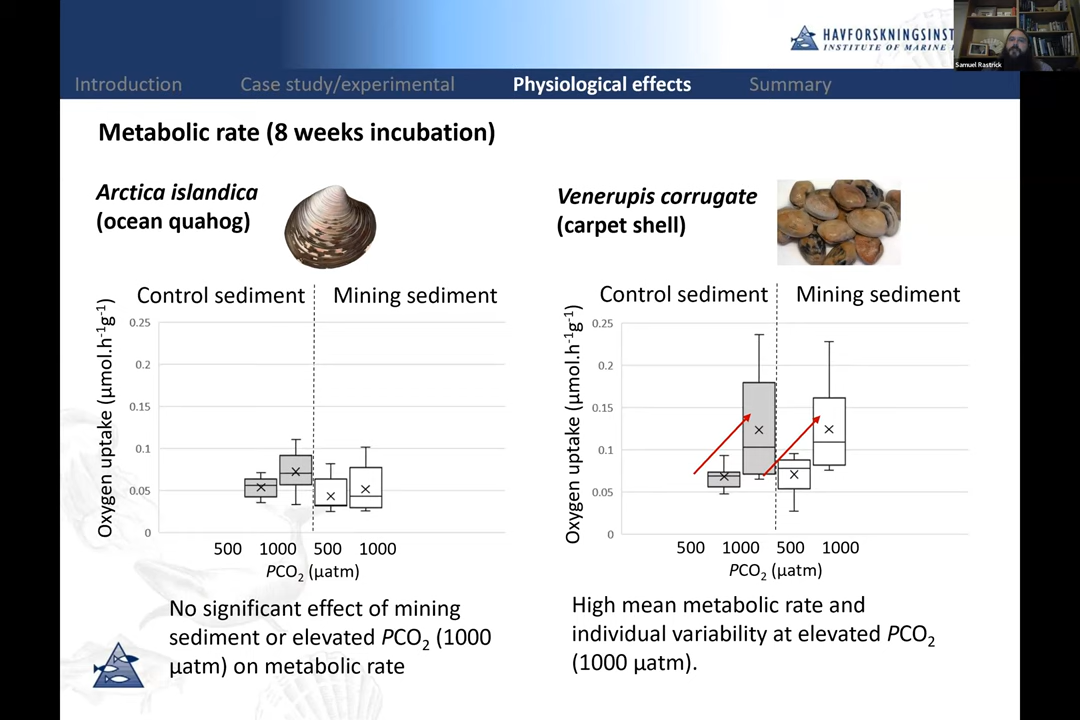 HAVFORSKNINGSINST
INSTITUTE OF MARINE
Samuel Rastrick
Introduction Case study/experimental Physiological effects Summary
Metabolic rate (8 weeks incubation)
Arctica islandica
(ocean quahog)
Control sediment Mining sediment
Oxygen uptake (µmol.h⁻¹g⁻¹)
0.25
0.2
0.15
0.1
0.05
0
500 1000 500 1000
PCO₂ (µatm)
No significant effect of mining
sediment or elevated PCO₂ (1000
µatm) on metabolic rate
Venerupis corrugate
(carpet shell)
Control sediment Mining sediment
Oxygen uptake (µmol.h⁻¹g⁻¹)
0.25
0.2
0.15
0.1
0.05
0
500 1000 500 1000
PCO₂ (µatm)
High mean metabolic rate and
individual variability at elevated PCO₂
(1000 µatm).